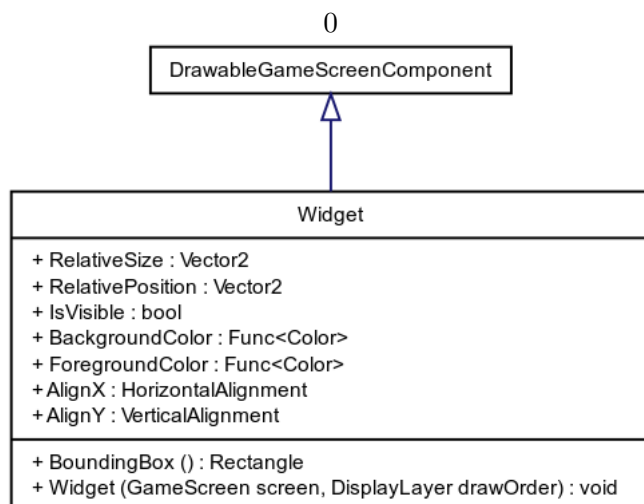 0
DrawableGameScreenComponent
Widget
+ RelativeSize : Vector2
+ RelativePosition : Vector2
+ IsVisible : bool
+ BackgroundColor : Func<Color>
+ ForegroundColor : Func<Color>
+ AlignX : HorizontalAlignment
+ AlignY : VerticalAlignment
+ BoundingBox () : Rectangle
+ Widget (GameScreen screen, DisplayLayer drawOrder) : void